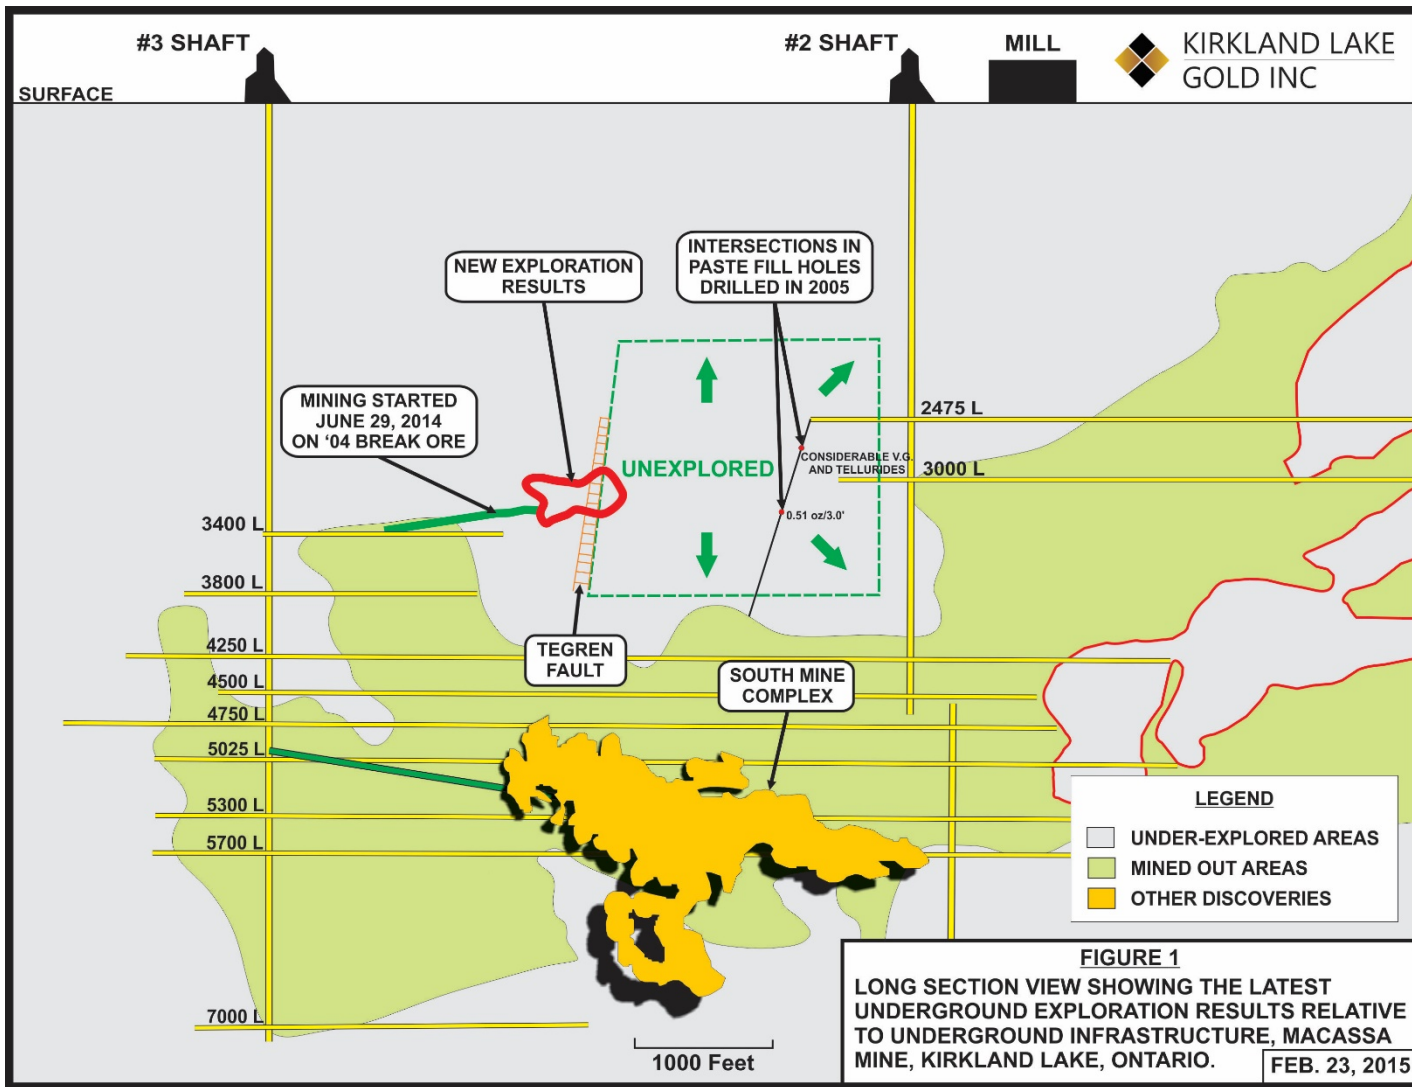 #3 SHAFT
#2 SHAFT
MILL
KIRKLAND LAKE
GOLD INC
SURFACE
NEW EXPLORATION
RESULTS
INTERSECTIONS IN
PASTE FILL HOLES
DRILLED IN 2005
MINING STARTED
JUNE 29, 2014
ON ‘04 BREAK ORE
2475 L
CONSIDERABLE V.G.
AND TELLURIDES
UNEXPLORED
3000 L
0.51 oz/3.0'
3400 L
3800 L
TEGREN
FAULT
4250 L
SOUTH MINE
COMPLEX
4500 L
4750 L
5025 L
5300 L
5700 L
LEGEND
UNDER-EXPLORED AREAS
MINED OUT AREAS
OTHER DISCOVERIES
7000 L
1000 Feet
FIGURE 1
LONG SECTION VIEW SHOWING THE LATEST
UNDERGROUND EXPLORATION RESULTS RELATIVE
TO UNDERGROUND INFRASTRUCTURE, MACASSA
MINE, KIRKLAND LAKE, ONTARIO.
FEB. 23, 2015